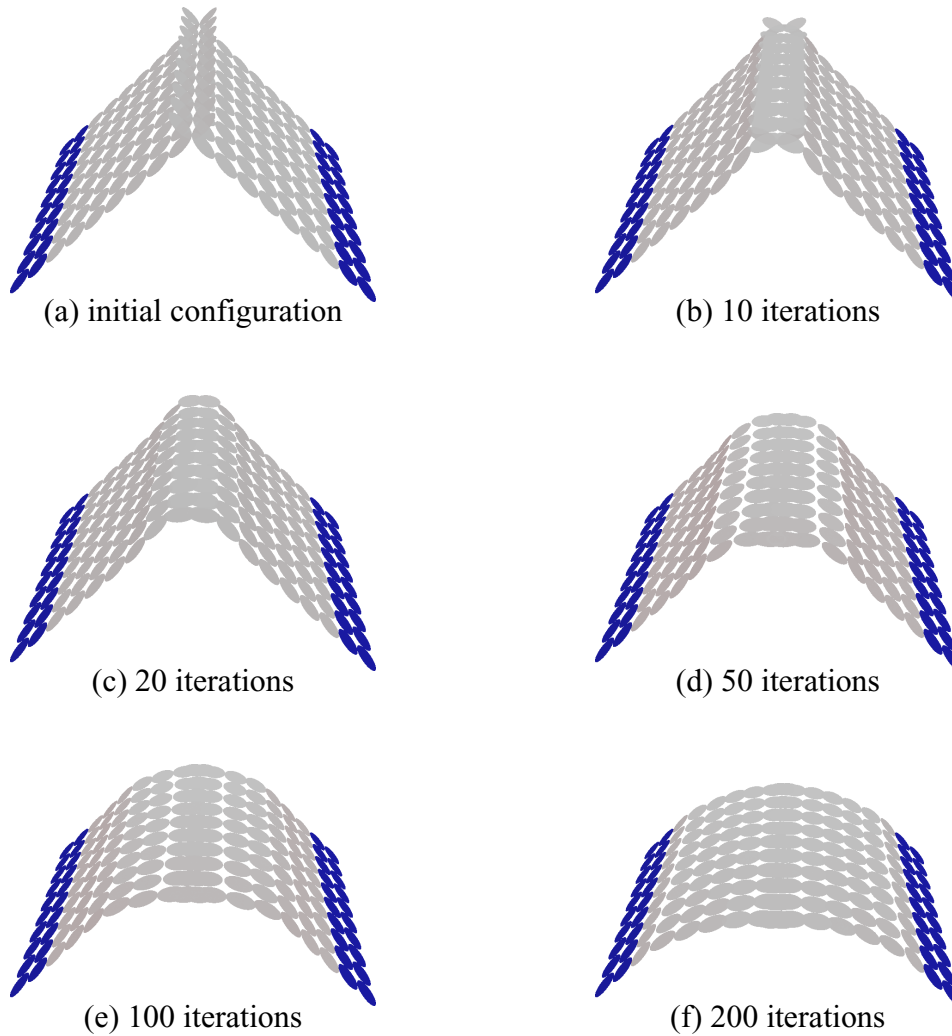 (a) initial configuration
(b) 10 iterations
(c) 20 iterations
(d) 50 iterations
(e) 100 iterations
(f) 200 iterations